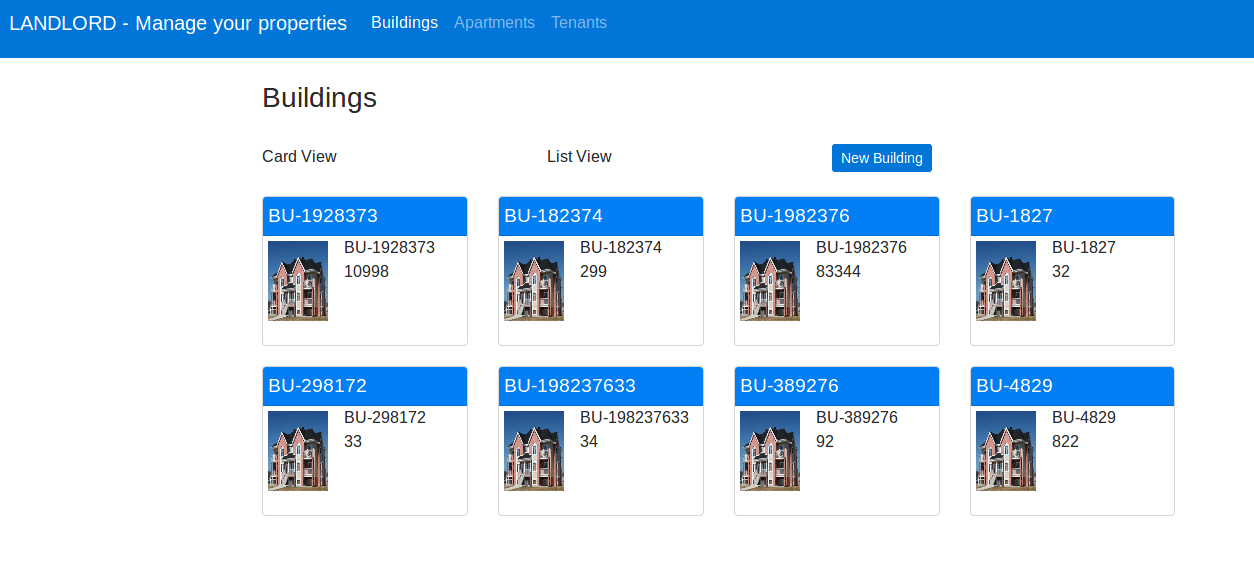 LANDLORD - Manage your properties Buildings Apartments Tenants
Buildings
Card View List View New Building
BU-1928373
BU-1928373
10998
BU-182374
BU-182374
299
BU-1982376
BU-1982376
83344
BU-1827
BU-1827
32
BU-298172
BU-298172
33
BU-198237633
BU-198237633
34
BU-389276
BU-389276
92
BU-4829
BU-4829
822